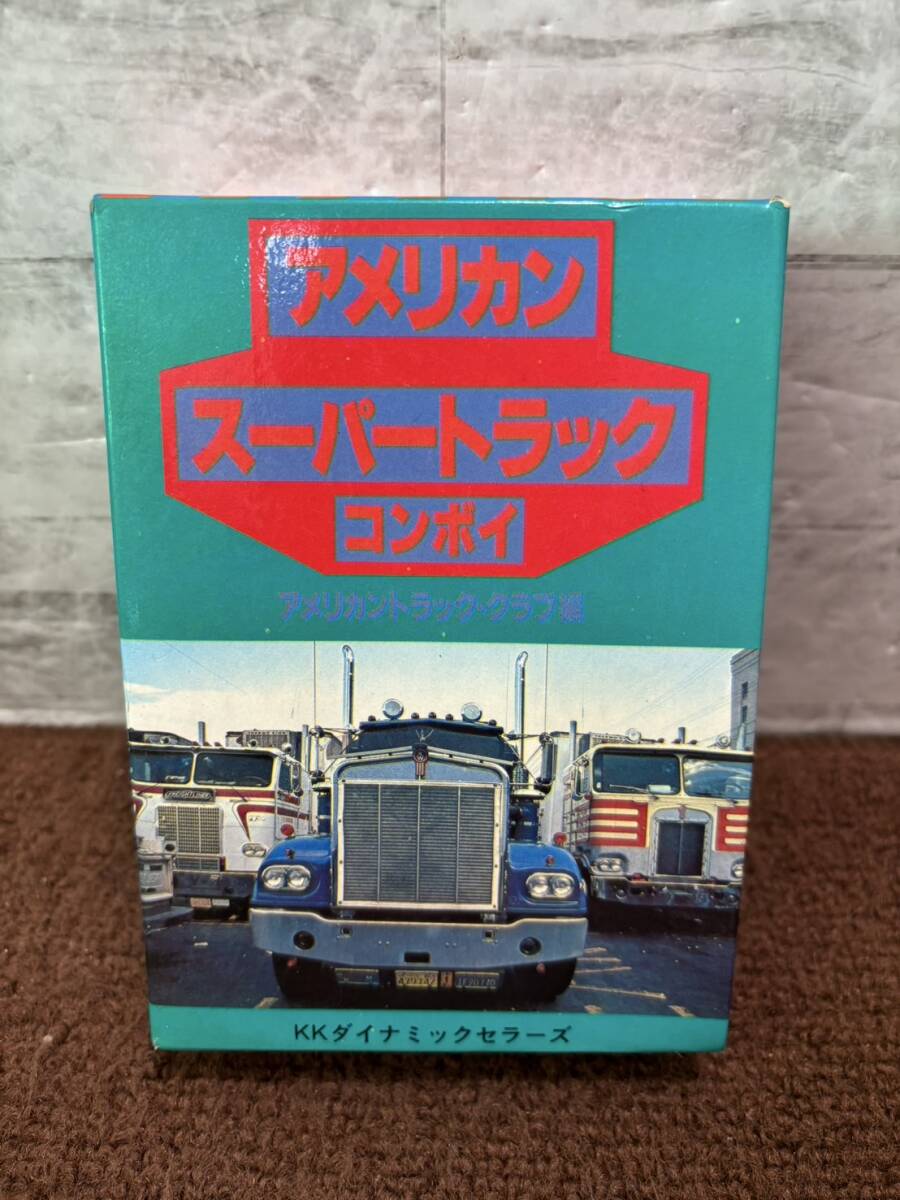 アメリカン
スーパートラック
コンボイ
アメリカントラック・クラブ編
FREIGHTLINER
KKダイナミックセラーズ